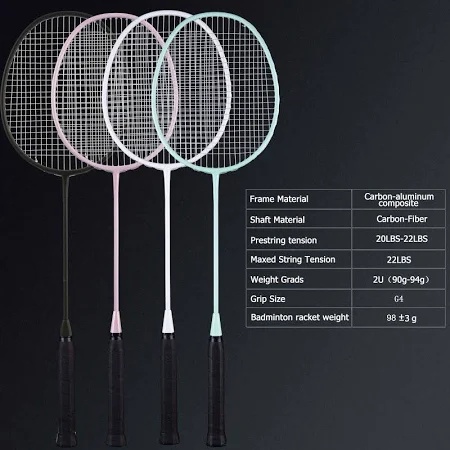 Frame Material Carbon-aluminum
composite
Shaft Material Carbon-Fiber
Prestring tension 20LBS-22LBS
Maxed String Tension 22LBS
Weight Grads 2U（90g-94g）
Grip Size G4
Badminton racket weight 98 ±3 g